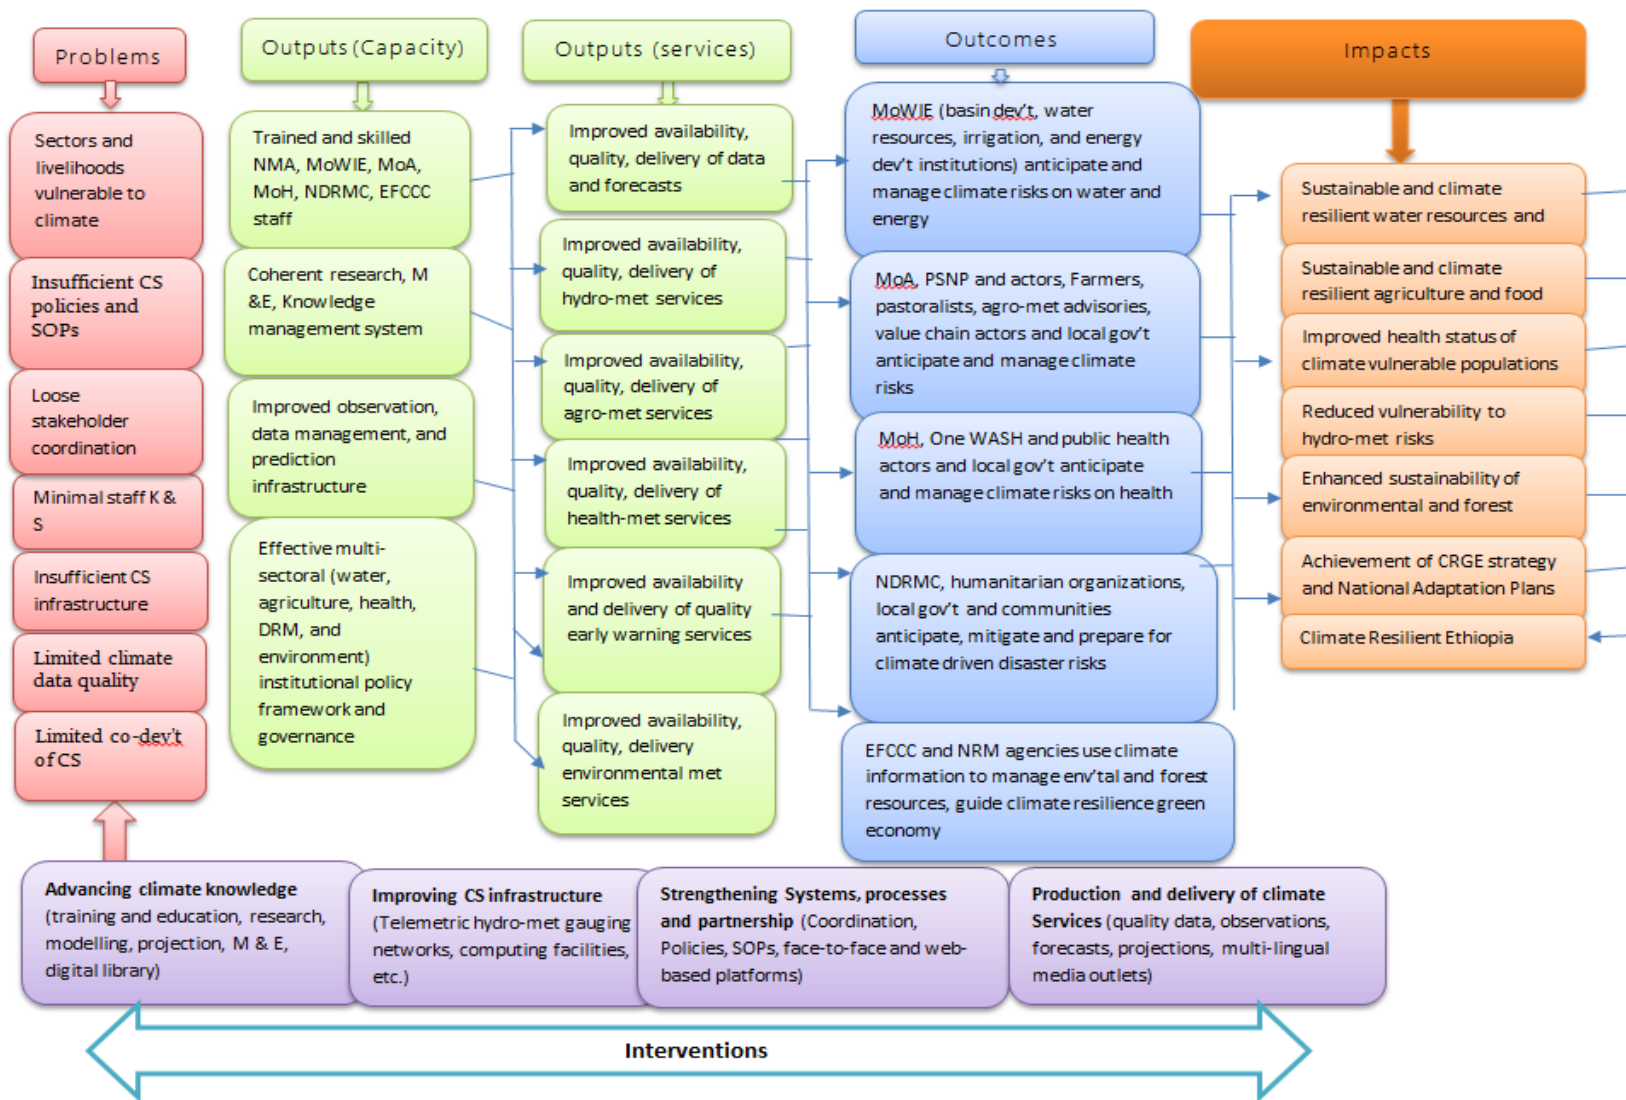 Problems
Sectors and
livelihoods
vulnerable to
climate
Insufficient CS
policies and
SOPs
Loose
stakeholder
coordination
Minimal staff K &
S
Insufficient CS
infrastructure
Limited climate
data quality
Limited co-dev't
of CS
Outputs (Capacity)
Trained and skilled
NMA, MoWIE, MoA,
MoH, NDRMC, EFCCC
staff
Coherent research, M
&E, Knowledge
management system
Improved observation,
data management, and
prediction
infrastructure
Effective multi-
sectoral (water,
agriculture, health,
DRM, and
environment)
institutional policy
framework and
governance
Outputs (services)
Improved availability,
quality, delivery of data
and forecasts
Improved availability,
quality, delivery of
hydro-met services
Improved availability,
quality, delivery of
agro-met services
Improved availability,
quality, delivery of
health-met services
Improved availability
and delivery of quality
early warning services
Improved availability,
quality, delivery
environmental met
services
Outcomes
MoWIE (basin dev't, water
resources, irrigation, and energy
dev't institutions) anticipate and
manage climate risks on water and
energy
MoA, PSNP and actors, Farmers,
pastoralists, agro-met advisories,
value chain actors and local gov't
anticipate and manage climate
risks
MoH, One WASH and public health
actors and local gov't anticipate
and manage climate risks on health
NDRMC, humanitarian organizations,
local gov't and communities
anticipate, mitigate and prepare for
climate driven disaster risks
EFCCC and NRM agencies use climate
information to manage env'tal and forest
resources, guide climate resilience green
economy
Impacts
Sustainable and climate
resilient water resources and
Sustainable and climate
resilient agriculture and food
Improved health status of
climate vulnerable populations
Reduced vulnerability to
hydro-met risks
Enhanced sustainability of
environmental and forest
Achievement of CRGE strategy
and National Adaptation Plans
Climate Resilient Ethiopia
Advancing climate knowledge
(training and education, research,
modelling, projection, M & E,
digital library)
Improving CS infrastructure
(Telemetric hydro-met gauging
networks, computing facilities,
etc.)
Strengthening Systems, processes
and partnership (Coordination,
Policies, SOPs, face-to-face and web-
based platforms)
Production and delivery of climate
Services (quality data, observations,
forecasts, projections, multi-lingual
media outlets)
Interventions